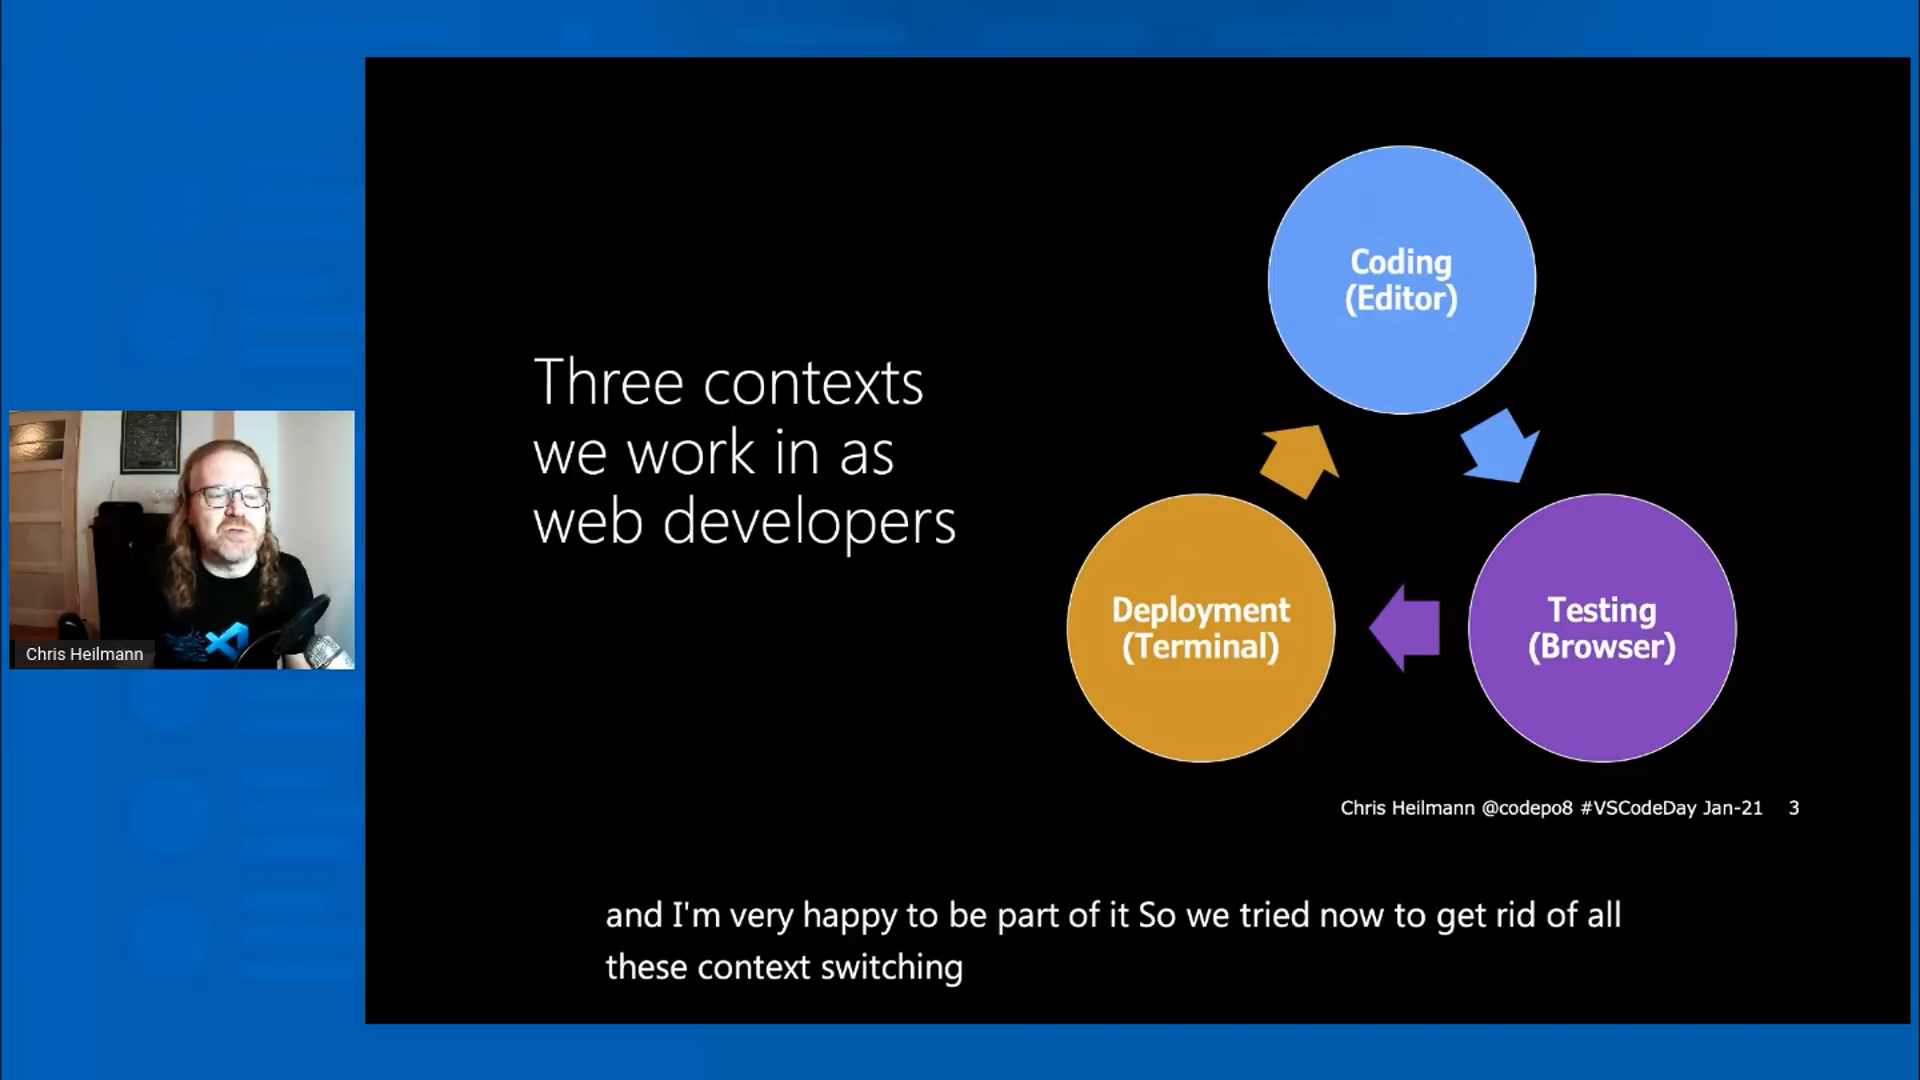 Three contexts
we work in as
web developers
Coding
(Editor)
Deployment
(Terminal)
Testing
(Browser)
Chris Heilmann
Chris Heilmann @codepo8 #VSCodeDay Jan-21 3
and I'm very happy to be part of it So we tried now to get rid of all
these context switching